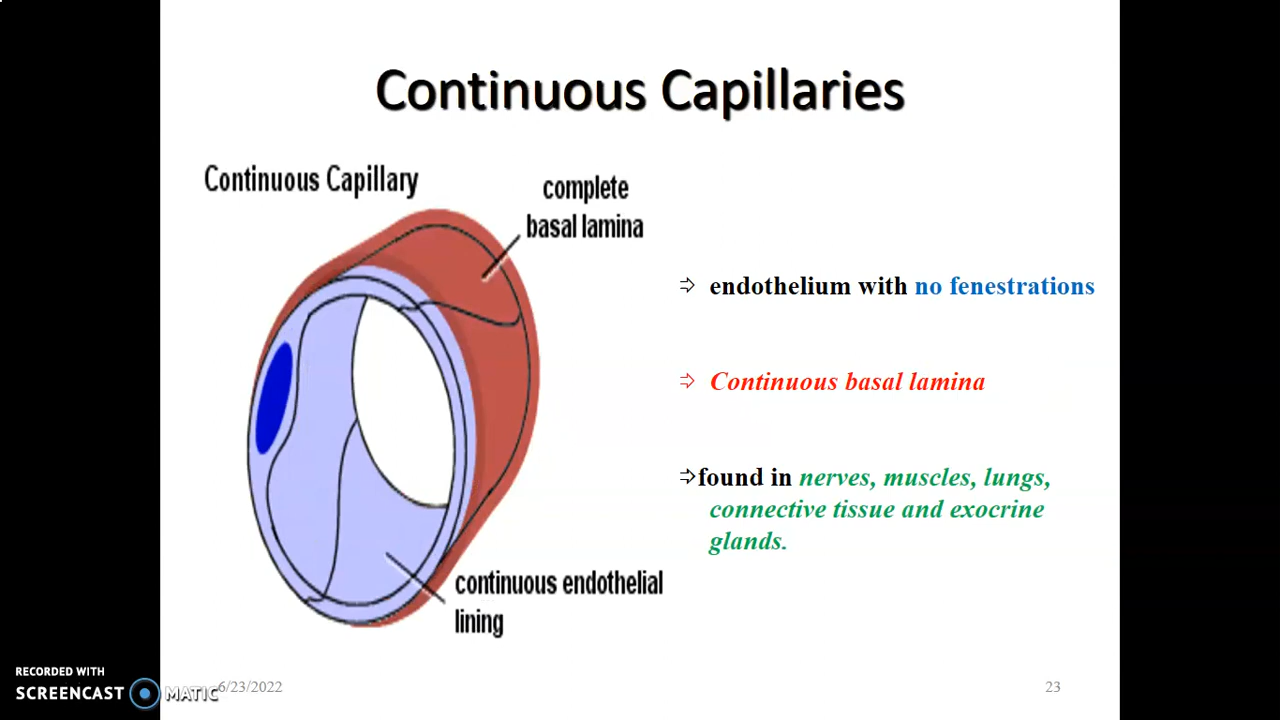 Continuous Capillaries
Continuous Capillary
complete
basal lamina
⇨ endothelium with no fenestrations
⇨ Continuous basal lamina
⇨found in nerves, muscles, lungs,
connective tissue and exocrine
glands.
continuous endothelial
lining
RECORDED WITH
SCREENCAST MATIC
6/23/2022
23